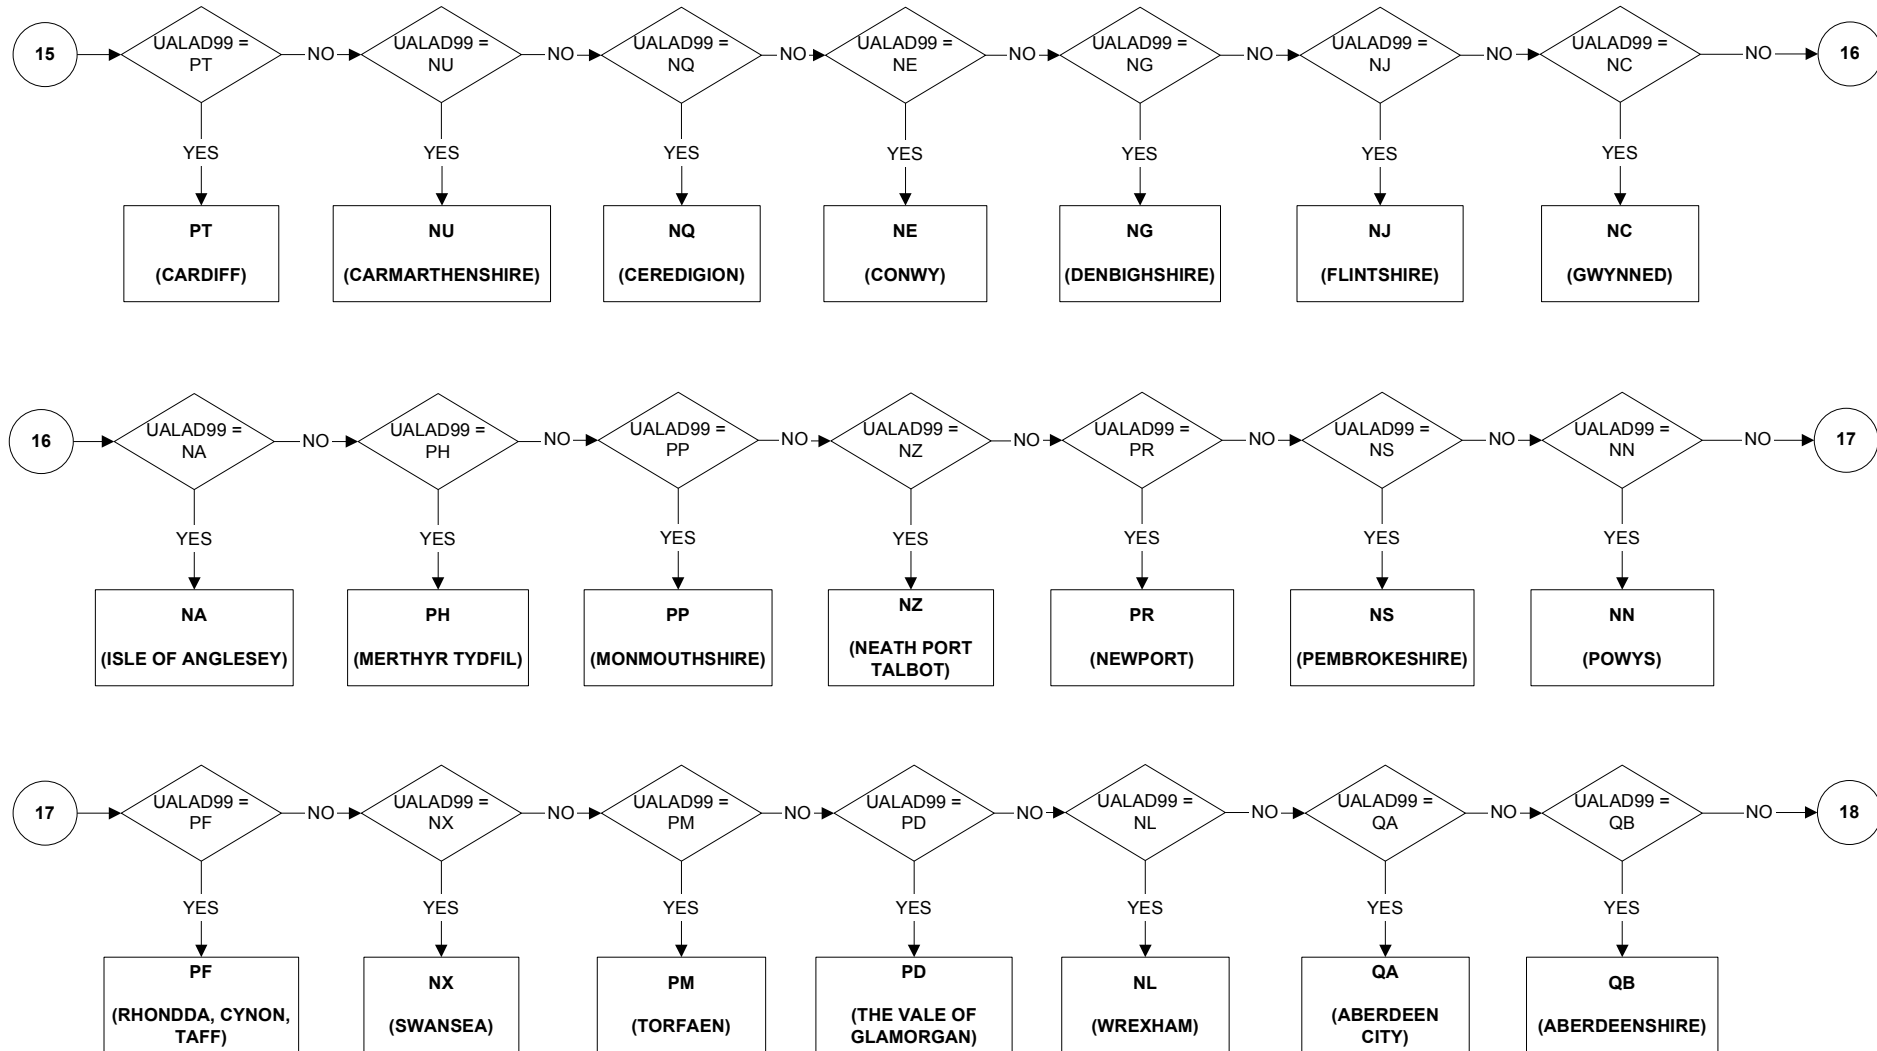 15
UALAD99 =
PT
NO
UALAD99 =
NU
NO
UALAD99 =
NQ
NO
UALAD99 =
NE
NO
UALAD99 =
NG
NO
UALAD99 =
NJ
NO
UALAD99 =
NC
NO
16
YES
YES
YES
YES
YES
YES
YES
PT
(CARDIFF)
NU
(CARMARTHENSHIRE)
NQ
(CEREDIGION)
NE
(CONWY)
NG
(DENBIGHSHIRE)
NJ
(FLINTSHIRE)
NC
(GWYNNED)
16
UALAD99 =
NA
NO
UALAD99 =
PH
NO
UALAD99 =
PP
NO
UALAD99 =
NZ
NO
UALAD99 =
PR
NO
UALAD99 =
NS
NO
UALAD99 =
NN
NO
17
YES
YES
YES
YES
YES
YES
YES
NA
(ISLE OF ANGLESEY)
PH
(MERTHYR TYDFIL)
PP
(MONMOUTHSHIRE)
NZ
(NEATH PORT
TALBOT)
PR
(NEWPORT)
NS
(PEMBROKESHIRE)
NN
(POWYS)
17
UALAD99 =
PF
NO
UALAD99 =
NX
NO
UALAD99 =
PM
NO
UALAD99 =
PD
NO
UALAD99 =
NL
NO
UALAD99 =
QA
NO
UALAD99 =
QB
NO
18
YES
YES
YES
YES
YES
YES
YES
PF
(RHONDDA, CYNON,
TAFF)
NX
(SWANSEA)
PM
(TORFAEN)
PD
(THE VALE OF
GLAMORGAN)
NL
(WREXHAM)
QA
(ABERDEEN
CITY)
QB
(ABERDEENSHIRE)